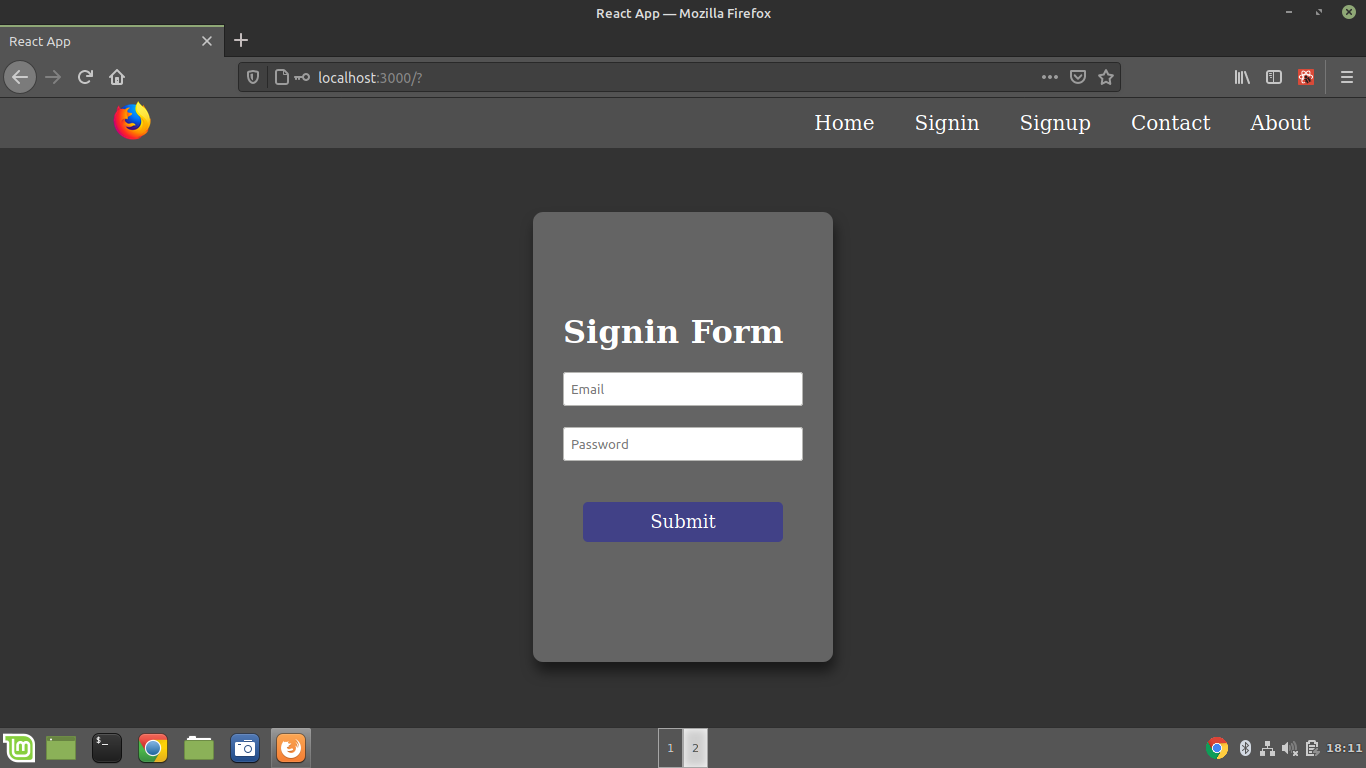 React App — Mozilla Firefox
React App
localhost:3000/?
Home Signin Signup Contact About
Signin Form
Email
Password
Submit
$_
1 2
18:11